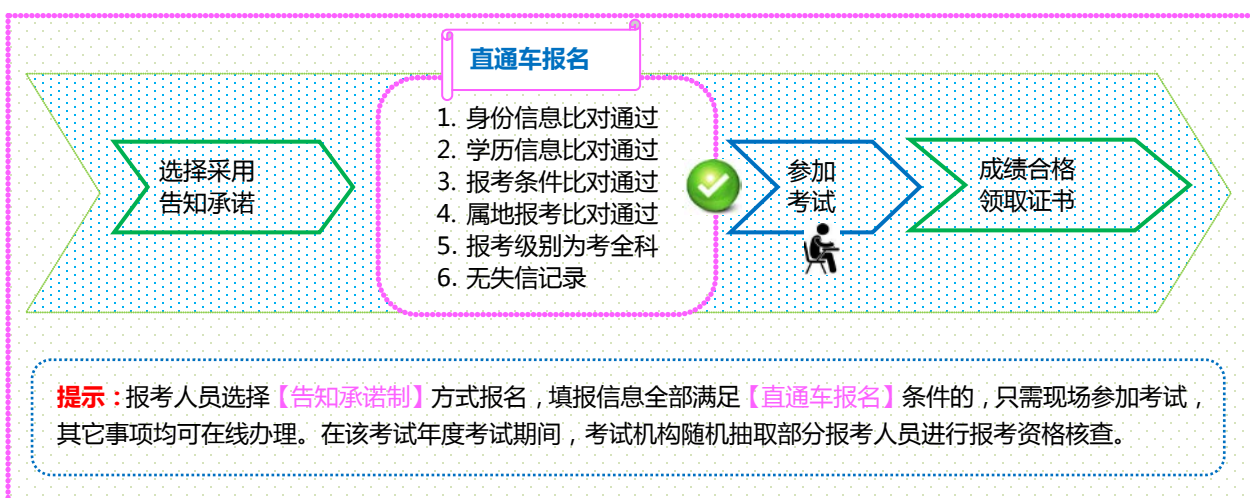 直通车报名
选择采用
告知承诺
1. 身份信息比对通过
2. 学历信息比对通过
3. 报考条件比对通过
4. 属地报考比对通过
5. 报考级别为考全科
6. 无失信记录
参加
考试
成绩合格
领取证书
提示：报考人员选择【告知承诺制】方式报名，填报信息全部满足【直通车报名】条件的，只需现场参加考试，
其它事项均可在线办理。在该考试年度考试期间，考试机构随机抽取部分报考人员进行报考资格核查。